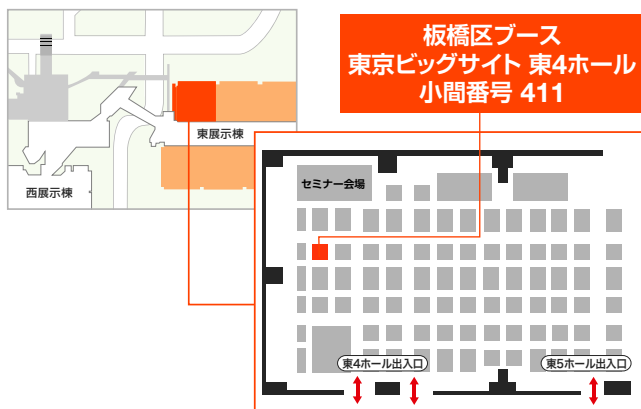 板橋区ブース
東京ビッグサイト 東4ホール
小間番号 411
東展示棟
西展示棟
セミナー会場
東4ホール出入口
東5ホール出入口